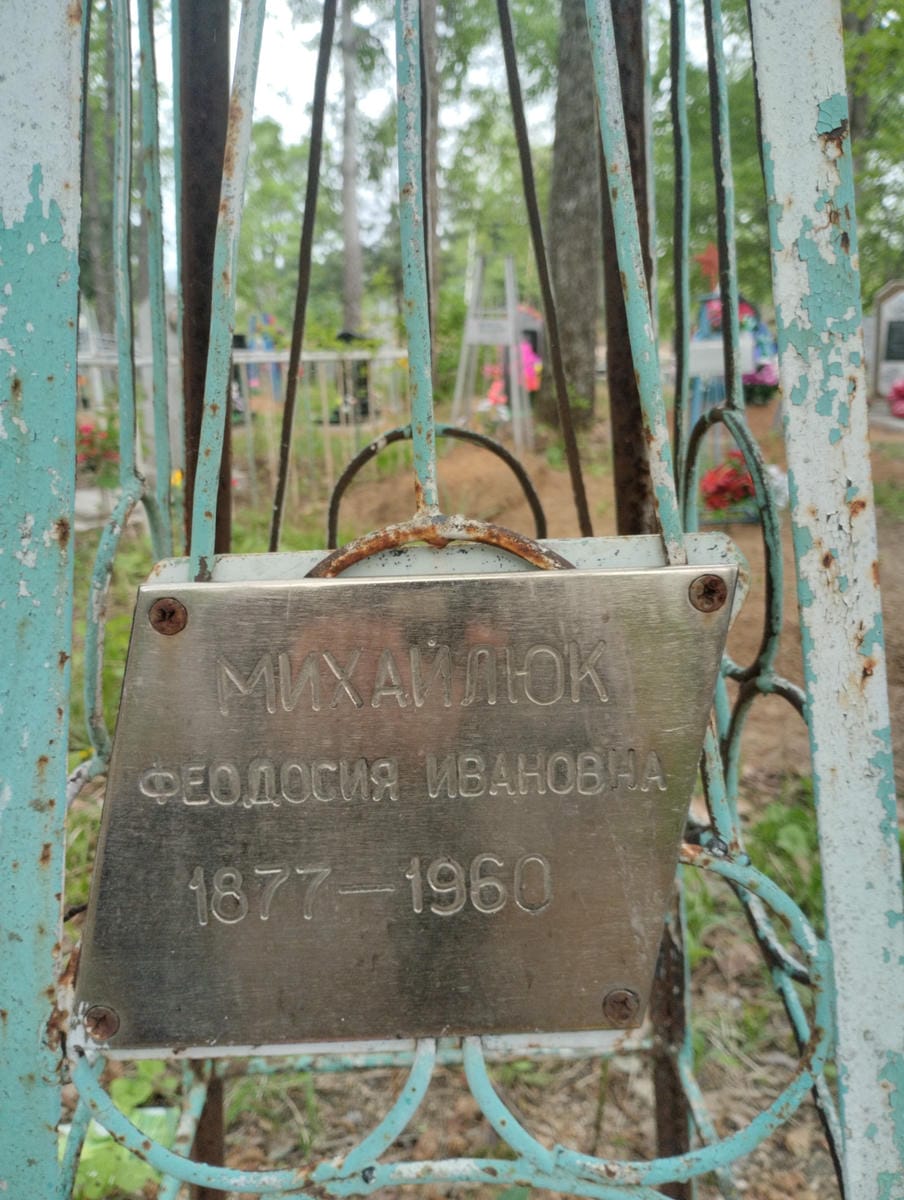 МИХАЙЛЮК
ФЕОДОСИЯ ИВАНОВНА
1877—1960